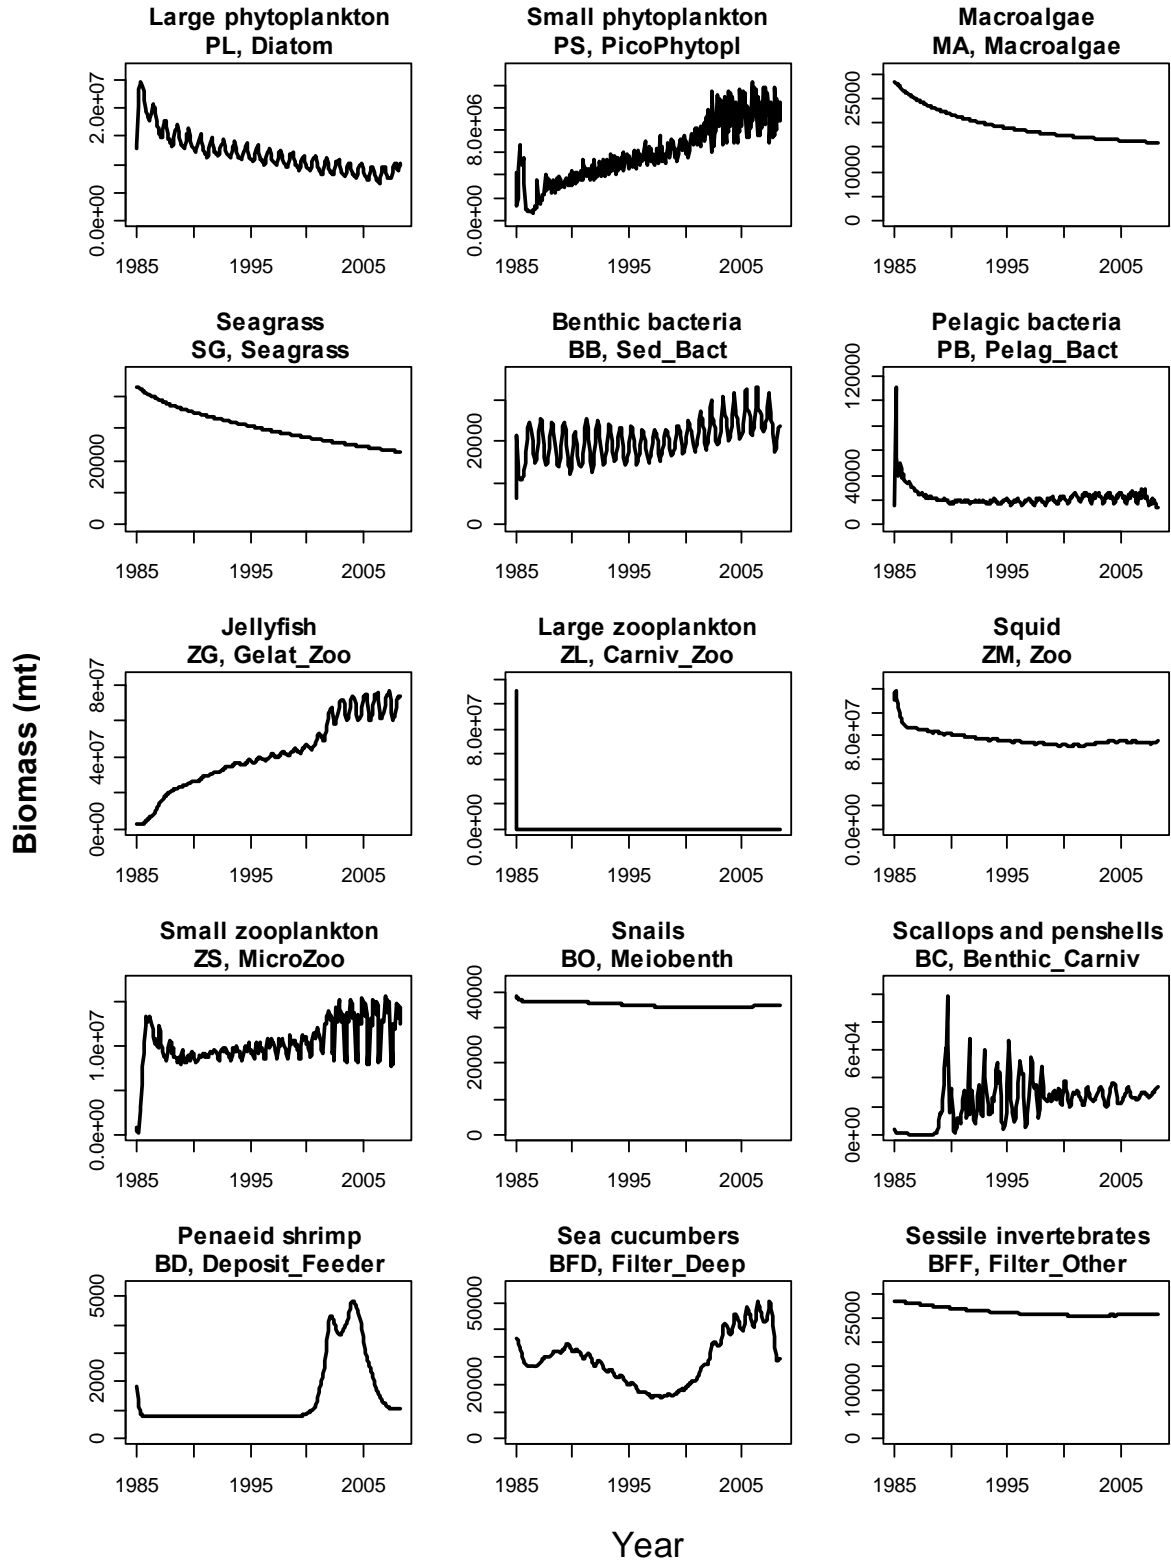 Large phytoplankton
PL, Diatom
0.0e+00
2.0e+07
1985
1995
2005
Small phytoplankton
PS, PicoPhytopl
0.0e+00
8.0e+06
1985
1995
2005
Macroalgae
MA, Macroalgae
0
10000
25000
1985
1995
2005
Seagrass
SG, Seagrass
0
20000
1985
1995
2005
Benthic bacteria
BB, Sed_Bact
0
20000
1985
1995
2005
Pelagic bacteria
PB, Pelag_Bact
0
40000
120000
1985
1995
2005
Jellyfish
ZG, Gelat_Zoo
0e+00
4e+07
8e+07
1985
1995
2005
Large zooplankton
ZL, Carniv_Zoo
0.0e+00
8.0e+07
1985
1995
2005
Squid
ZM, Zoo
0.0e+00
8.0e+07
1985
1995
2005
Small zooplankton
ZS, MicroZoo
0.0e+00
1.0e+07
1985
1995
2005
Snails
BO, Meiobenth
0
20000
40000
1985
1995
2005
Scallops and penshells
BC, Benthic_Carniv
0e+00
6e+04
1985
1995
2005
Penaeid shrimp
BD, Deposit_Feeder
0
2000
5000
1985
1995
2005
Sea cucumbers
BFD, Filter_Deep
0
20000
50000
1985
1995
2005
Sessile invertebrates
BFF, Filter_Other
0
10000
25000
1985
1995
2005
Biomass (mt)
Year